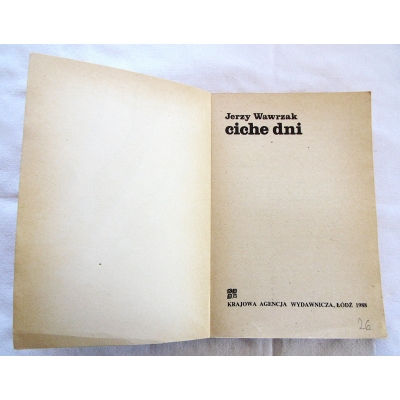 Jerzy Wawrzak
ciche dni
KRAJOWA AGENCJA WYDAWNICZA, ŁÓDŹ 1988
26